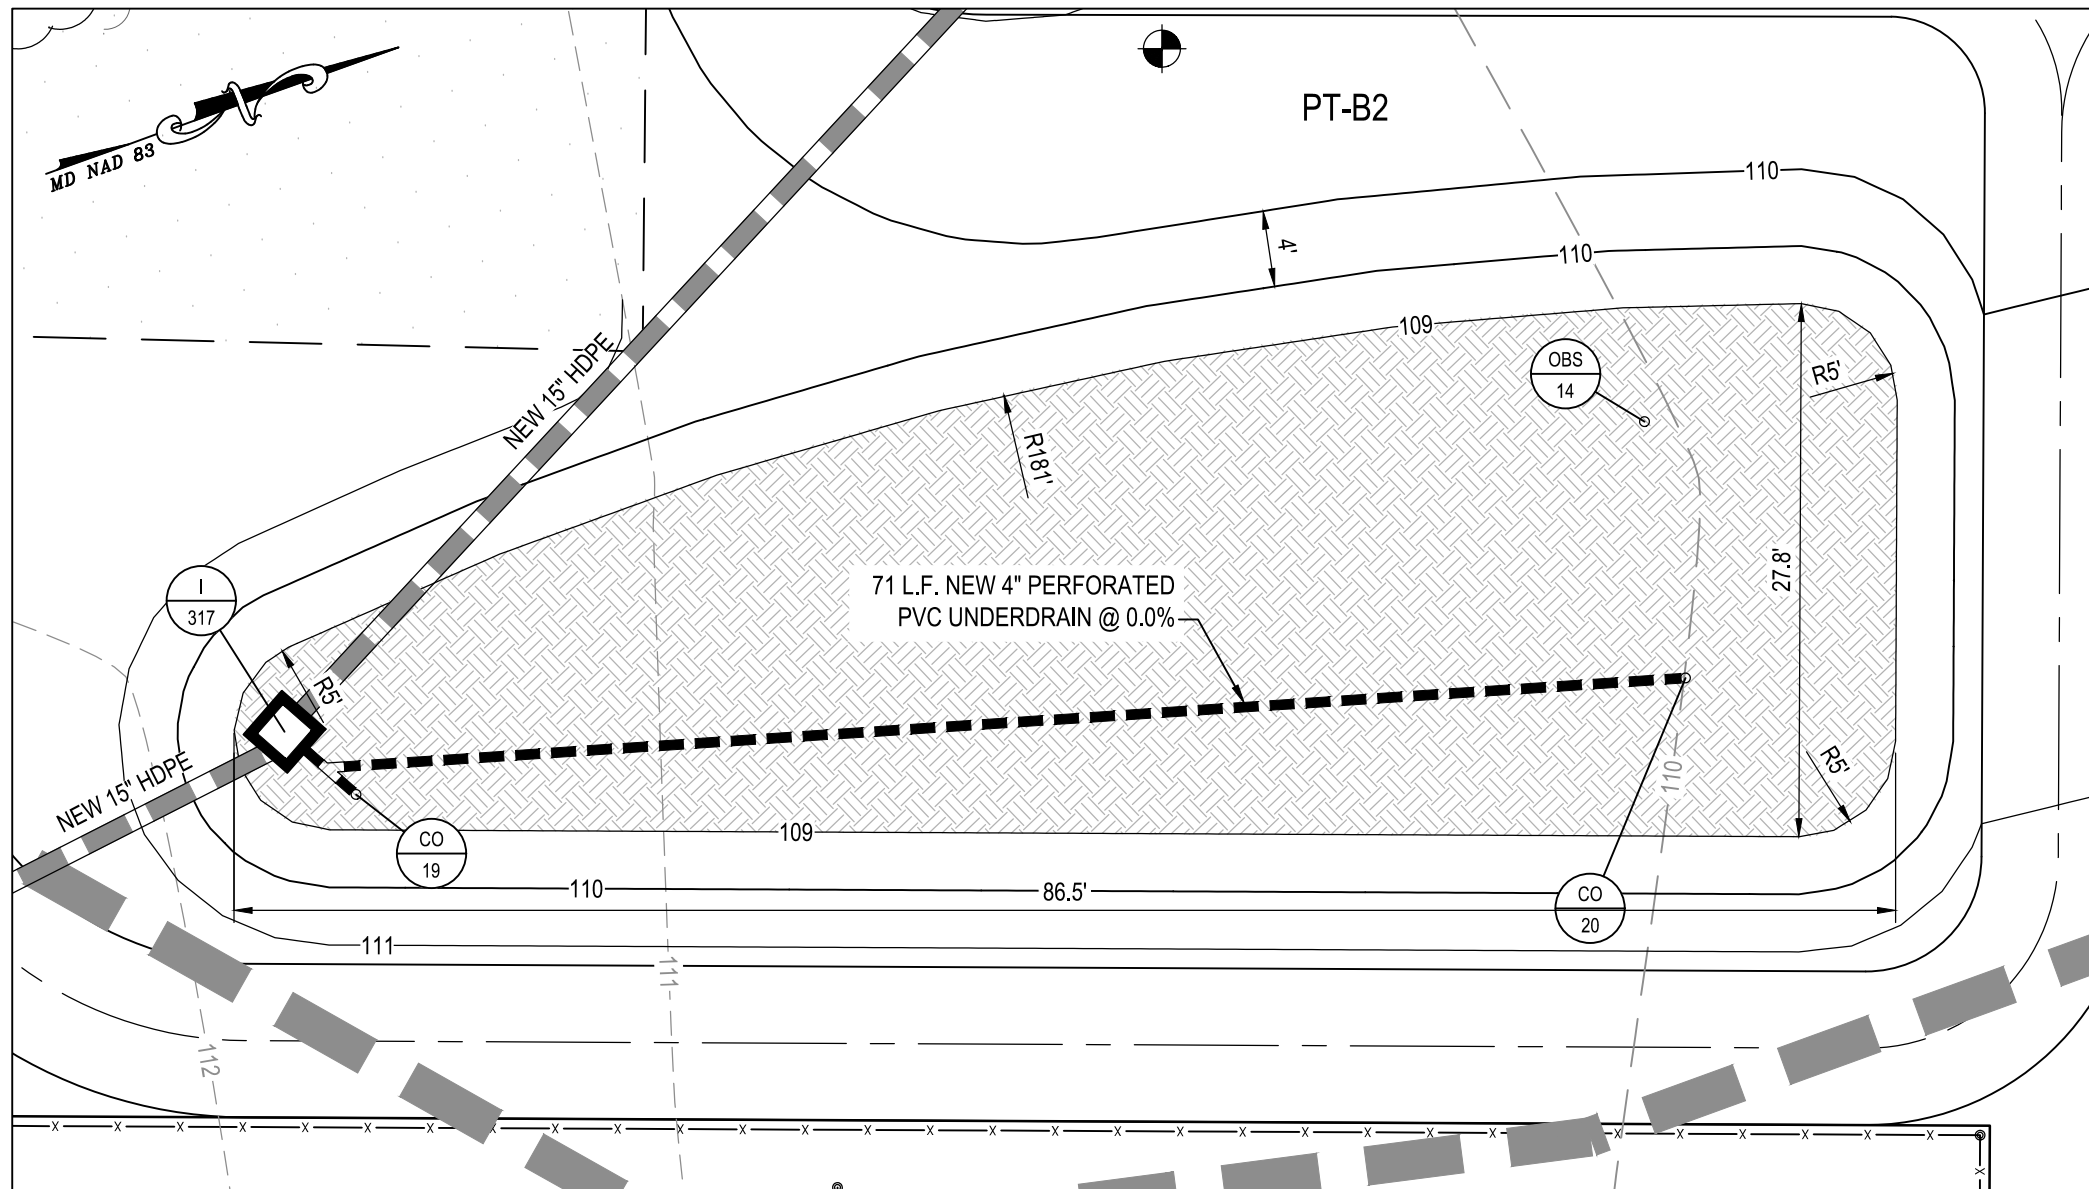 MD NAD 83
N
PT-B2
110
4'
110
109
NEW 15" HDPE
OBS
14
R5'
R181'
27.8'
71 L.F. NEW 4" PERFORATED
PVC UNDERDRAIN @ 0.0%
I
317
R5'
NEW 15" HDPE
110
R5'
109
CO
19
110
86.5'
CO
20
111
111
112
X X X X X X X X X X X X X X X X X X X X X X X X X X X X X X X
X